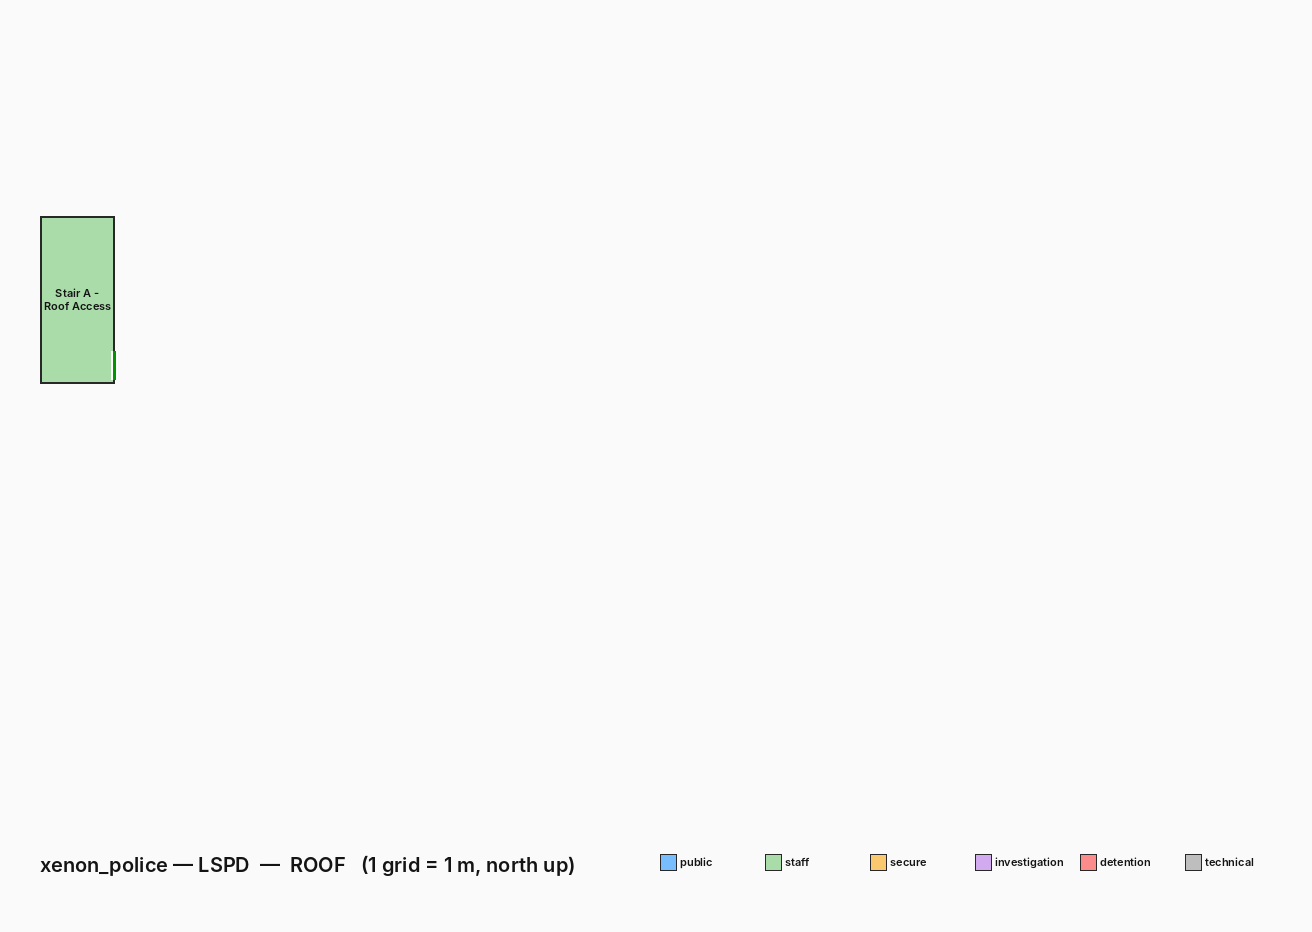 Stair A -
Roof Access
xenon_police — LSPD — ROOF (1 grid = 1 m, north up)
public
staff
secure
investigation
detention
technical